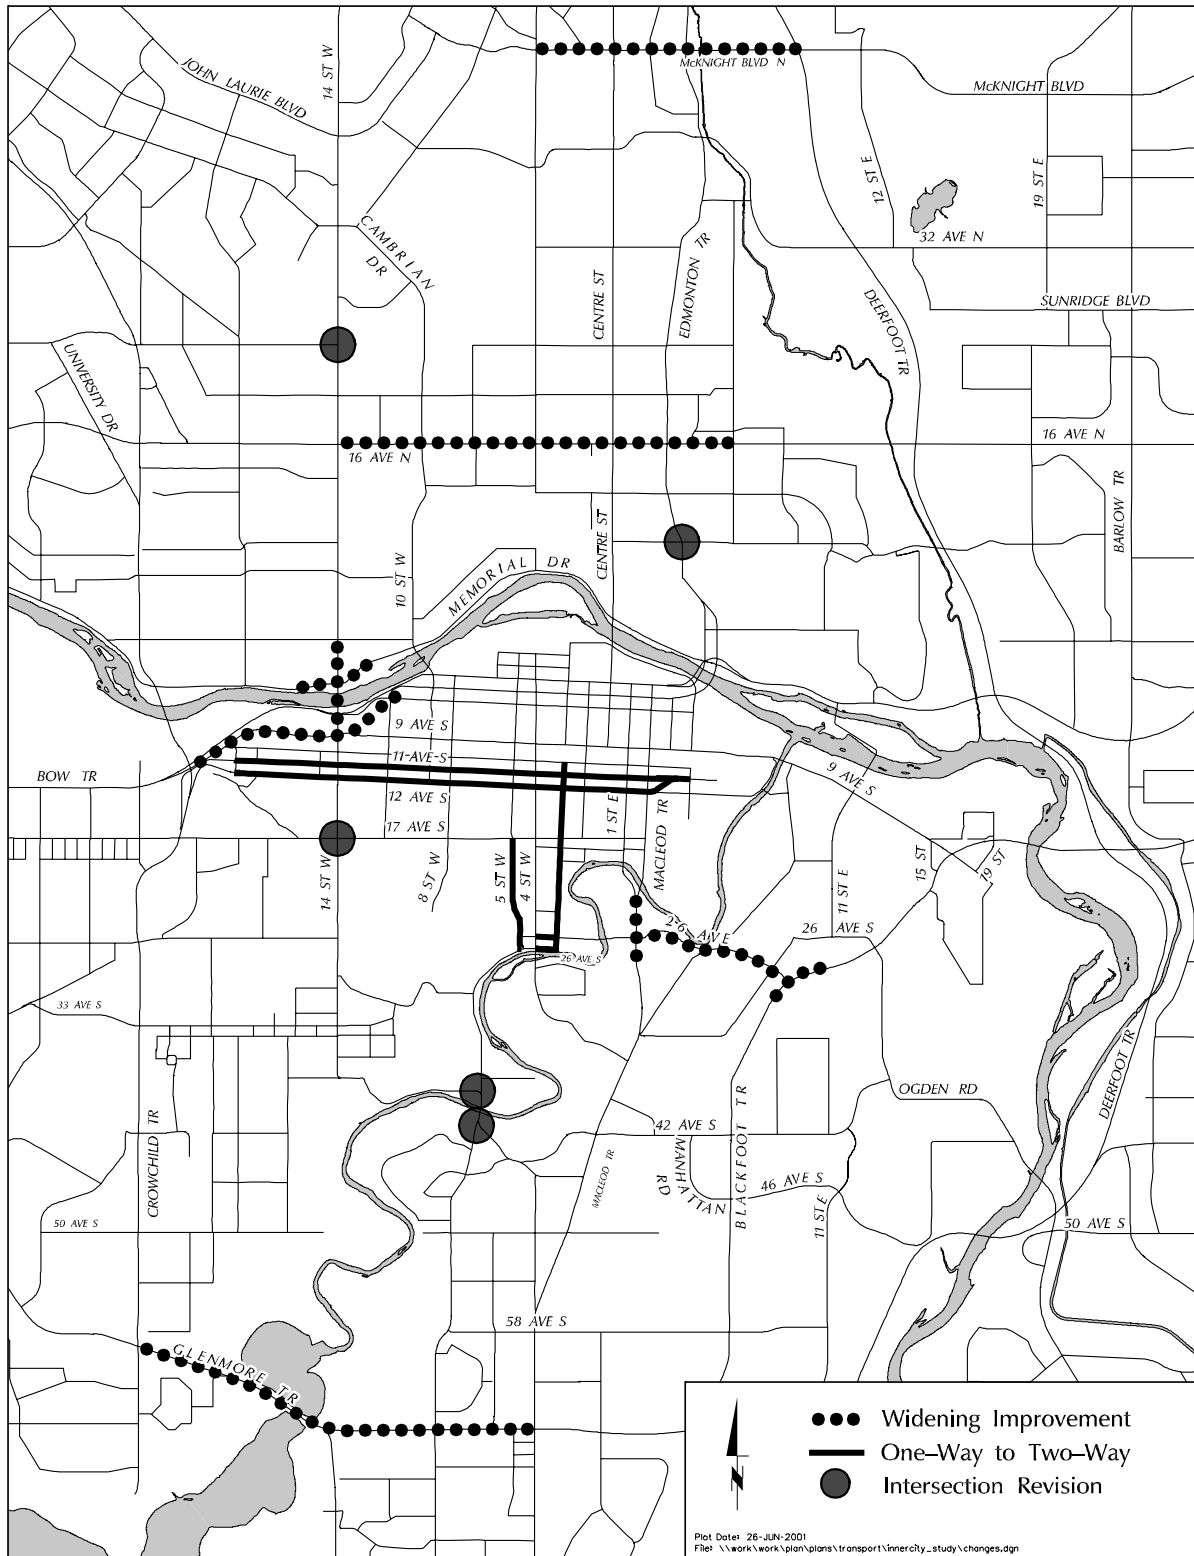 14 ST W
JOHN LAURIE BLVD
McKNIGHT BLVD N
McKNIGHT BLVD
12 ST E
19 ST E
32 AVE N
CAMBRIAN DR
CENTRE ST
EDMONTON TR
DEERFOOT TR
SUNRIDGE BLVD
UNIVERSITY DR
16 AVE N
16 AVE N
BARLOW TR
CENTRE ST
10 ST W
MEMORIAL DR
9 AVE S
11-AVE-S
BOW TR
12 AVE S
9 AVE S
17 AVE S
1 ST E
MACLEOD TR
14 ST W
8 ST W
5 ST W
4 ST W
15 ST
19 ST
11 ST E
26 AVE
26 AVE S
26 AVE S
33 AVE S
DEERFOOT TR
OGDEN RD
CROWCHILD TR
42 AVE S
MACLEOD TR
MANHATTAN RD
BLACKFOOT TR
46 AVE S
11 ST E
50 AVE S
50 AVE S
58 AVE S
GLENMORE TR
Widening Improvement
One-Way to Two-Way
Intersection Revision
N
Plot Date: 26-JUN-2001
File: \\work\work\plan\plans\transport\innercity_study\changes.dgn